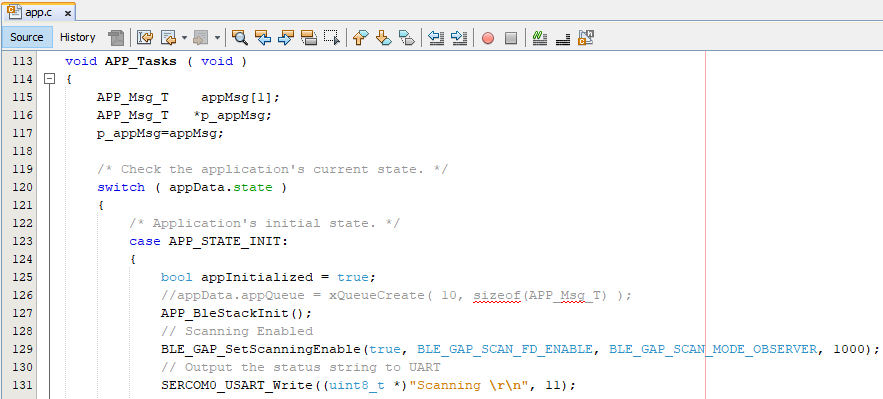 app.c x
Source History
113 void APP_Tasks ( void )
114 {
115 APP_Msg_T    appMsg[1];
116 APP_Msg_T   *p_appMsg;
117 p_appMsg=appMsg;
118
119 /* Check the application's current state. */
120 switch ( appData.state )
121 {
122 /* Application's initial state. */
123 case APP_STATE_INIT:
124 {
125 bool appInitialized = true;
126 //appData.appQueue = xQueueCreate( 10, sizeof(APP_Msg_T) );
127 APP_BleStackInit();
128 // Scanning Enabled
129 BLE_GAP_SetScanningEnable(true, BLE_GAP_SCAN_FD_ENABLE, BLE_GAP_SCAN_MODE_OBSERVER, 1000);
130 // Output the status string to UART
131 SERCOM0_USART_Write((uint8_t *)"Scanning \r\n", 11);